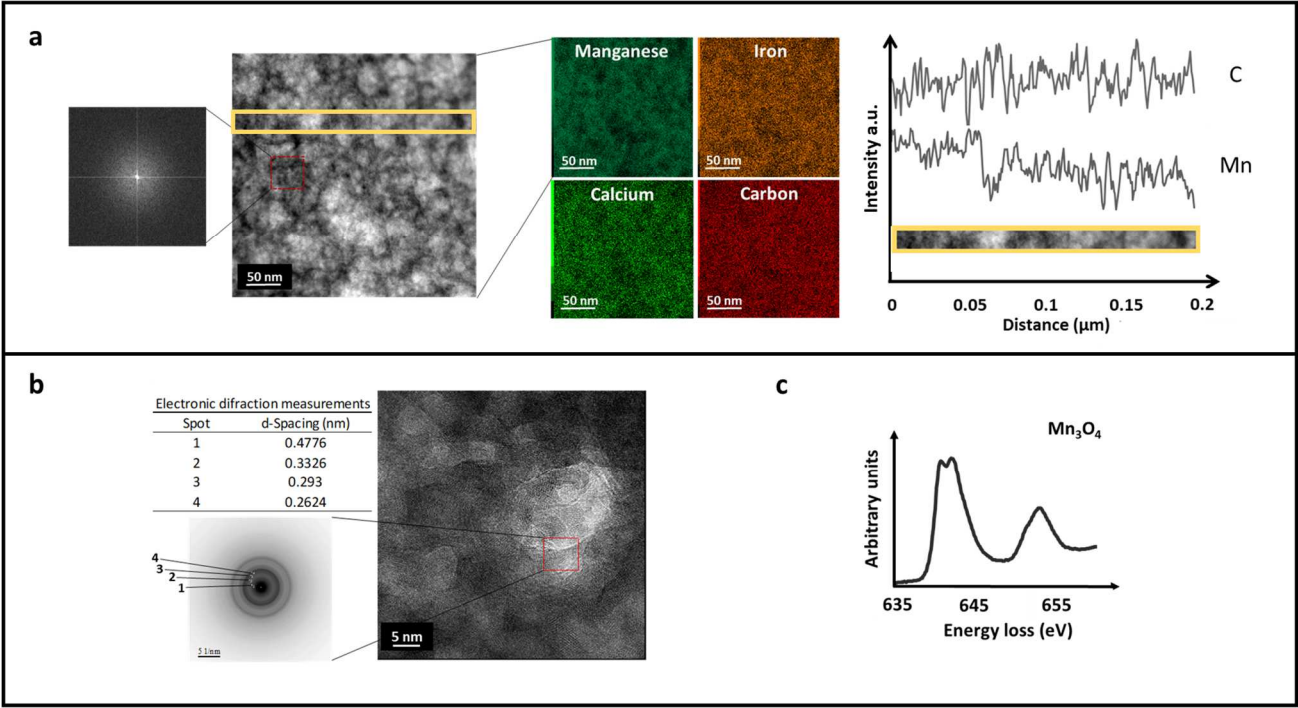 a
50 nm
Manganese
50 nm
Iron
50 nm
Calcium
50 nm
Carbon
50 nm
Intensity a.u.
C
Mn
0 0.05 0.1 0.15 0.2
Distance (µm)
b
Electronic difraction measurements
Spot d-Spacing (nm)
1 0.4776
2 0.3326
3 0.293
4 0.2624
4
3
2
1
5 1/nm
5 nm
c
Mn₃O₄
Arbitrary units
635 645 655
Energy loss (eV)